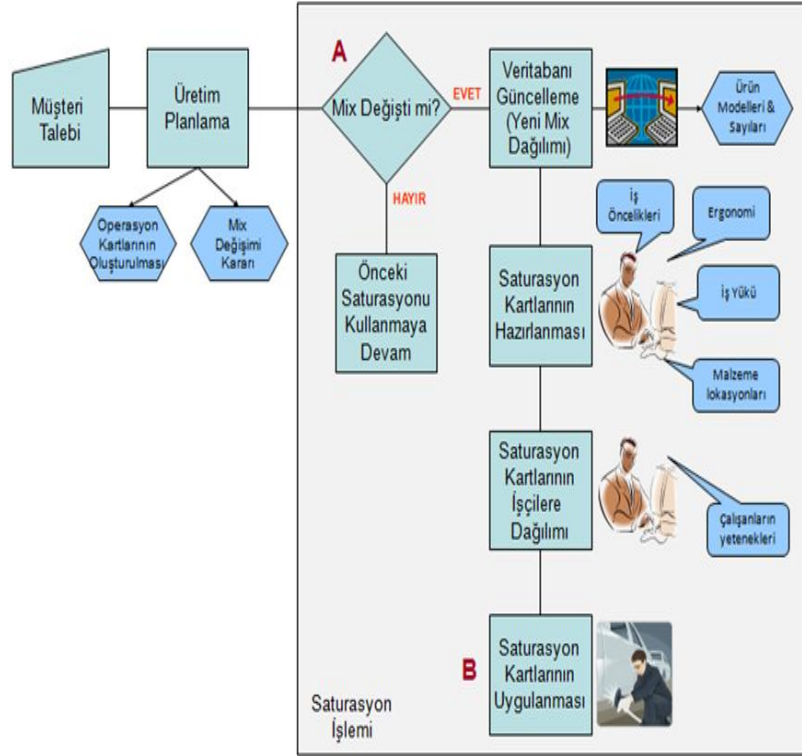 Müşteri
Talebi
Üretim
Planlama
Operasyon
Kartlarının
Oluşturulması
Mix
Değişimi
Kararı
A
Mix Değişti mi?
EVET
HAYIR
Önceki
Saturasyonu
Kullanmaya
Devam
Veritabanı
Güncelleme
(Yeni Mix
Dağılımı)
Ürün
Modelleri &
Sayıları
Saturasyon
Kartlarının
Hazırlanması
İş
Öncelikleri
Ergonomi
İş Yükü
Malzeme
lokasyonları
Saturasyon
Kartlarının
İşçilere
Dağılımı
Çalışanların
yetenekleri
B
Saturasyon
Kartlarının
Uygulanması
Saturasyon
İşlemi